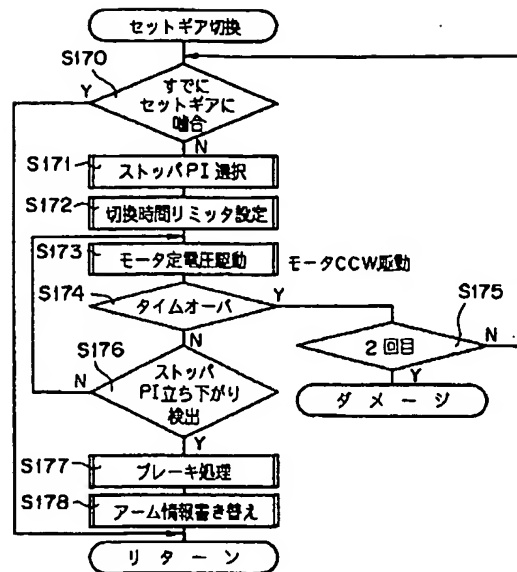 セットギア切換
S170
Y
すでに
セットギアに
噛合
N
S171
ストッパPI選択
S172
切換時間リミッタ設定
S173
モータ定電圧駆動
モータCCW駆動
S174
タイムオーバ
Y
S175
N
2回目
N
Y
ダメージ
S176
ストッパ
PI立ち下がり
検出
N
Y
S177
ブレーキ処理
S178
アーム情報書き替え
リターン